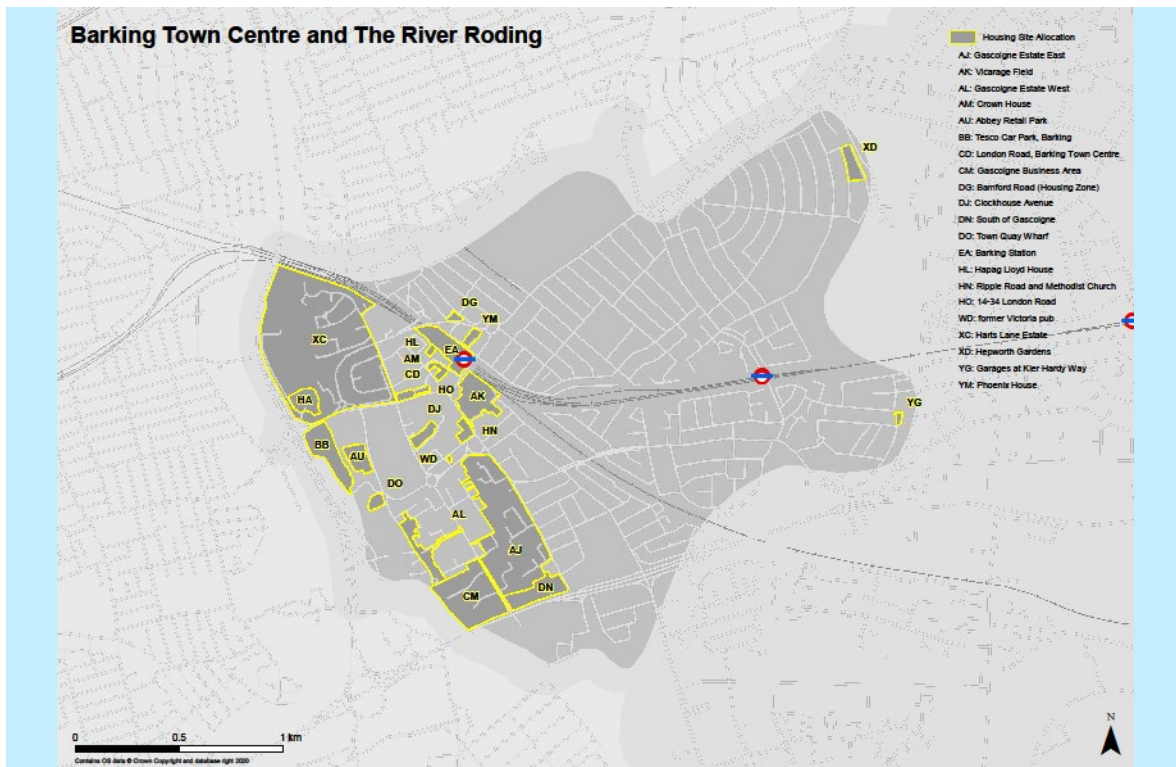 Barking Town Centre and The River Roding
Housing Site Allocation
AJ: Gascoigne Estate East
AK: Vicarage Field
AL: Gascoigne Estate West
AM: Crown House
AU: Abbey Retail Park
BB: Tesco Car Park, Barking
CD: London Road, Barking Town Centre
CM: Gascoigne Business Area
DG: Bamford Road (Housing Zone)
DJ: Clockhouse Avenue
DN: South of Gascoigne
DO: Town Quay Wharf
EA: Barking Station
HL: Hapag Lloyd House
HN: Ripple Road and Methodist Church
HO: 14-34 London Road
WD: former Victoria pub
XC: Harts Lane Estate
XD: Hepworth Gardens
YG: Garages at Kier Hardy Way
YM: Phoenix House
XD
DG
YM
XC
HL
EA
AM
CD
HO
AK
HA
DJ
YG
HN
BB
AU
WD
DO
AL
AJ
DN
CM
N
0 0.5 1 km
Contains OS data © Crown Copyright and database right 2020